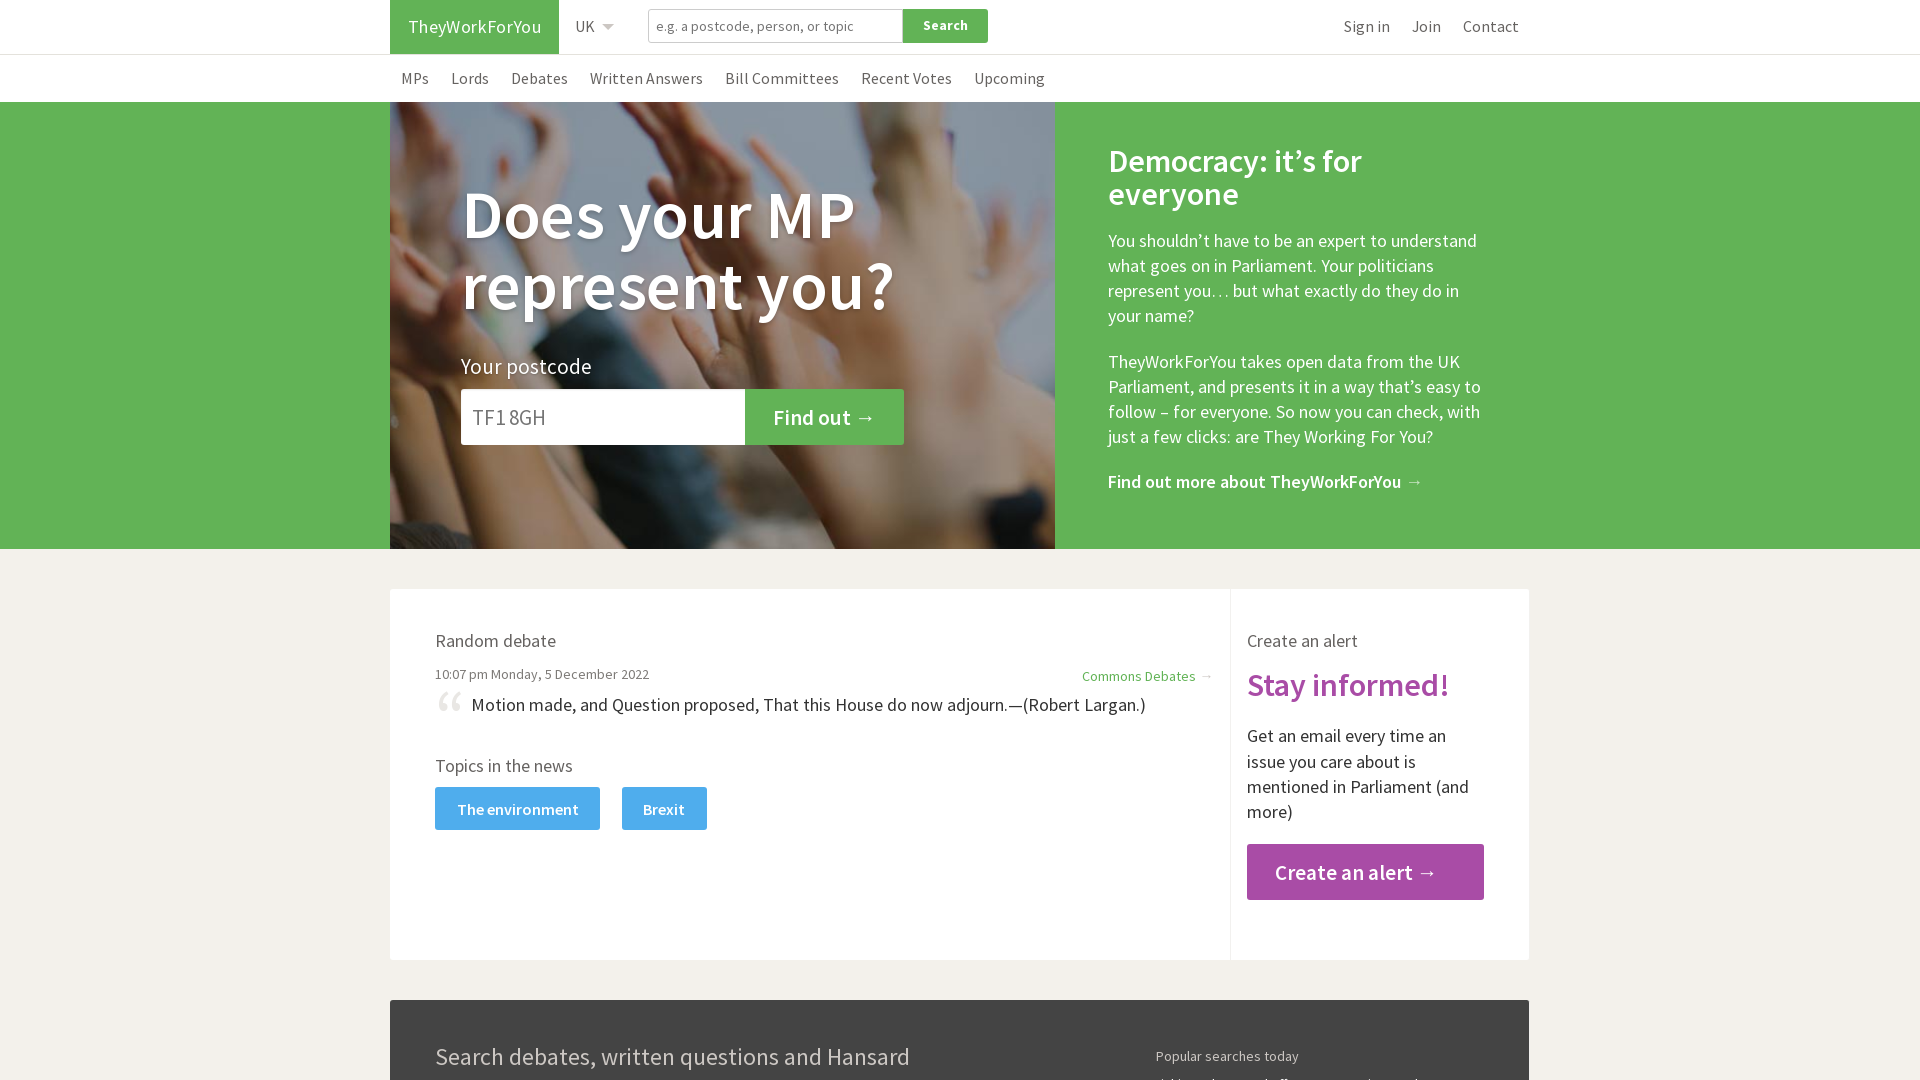 TheyWorkForYou
UK
e.g. a postcode, person, or topic
Search
Sign in
Join
Contact
MPs
Lords
Debates
Written Answers
Bill Committees
Recent Votes
Upcoming
Does your MP
represent you?
Your postcode
TF1 8GH
Find out →
Democracy: it’s for
everyone
You shouldn’t have to be an expert to understand
what goes on in Parliament. Your politicians
represent you… but what exactly do they do in
your name?
TheyWorkForYou takes open data from the UK
Parliament, and presents it in a way that’s easy to
follow – for everyone. So now you can check, with
just a few clicks: are They Working For You?
Find out more about TheyWorkForYou →
Random debate
10:07 pm Monday, 5 December 2022
Commons Debates →
“ Motion made, and Question proposed, That this House do now adjourn.—(Robert Largan.)
Topics in the news
The environment
Brexit
Create an alert
Stay informed!
Get an email every time an
issue you care about is
mentioned in Parliament (and
more)
Create an alert →
Search debates, written questions and Hansard
Popular searches today